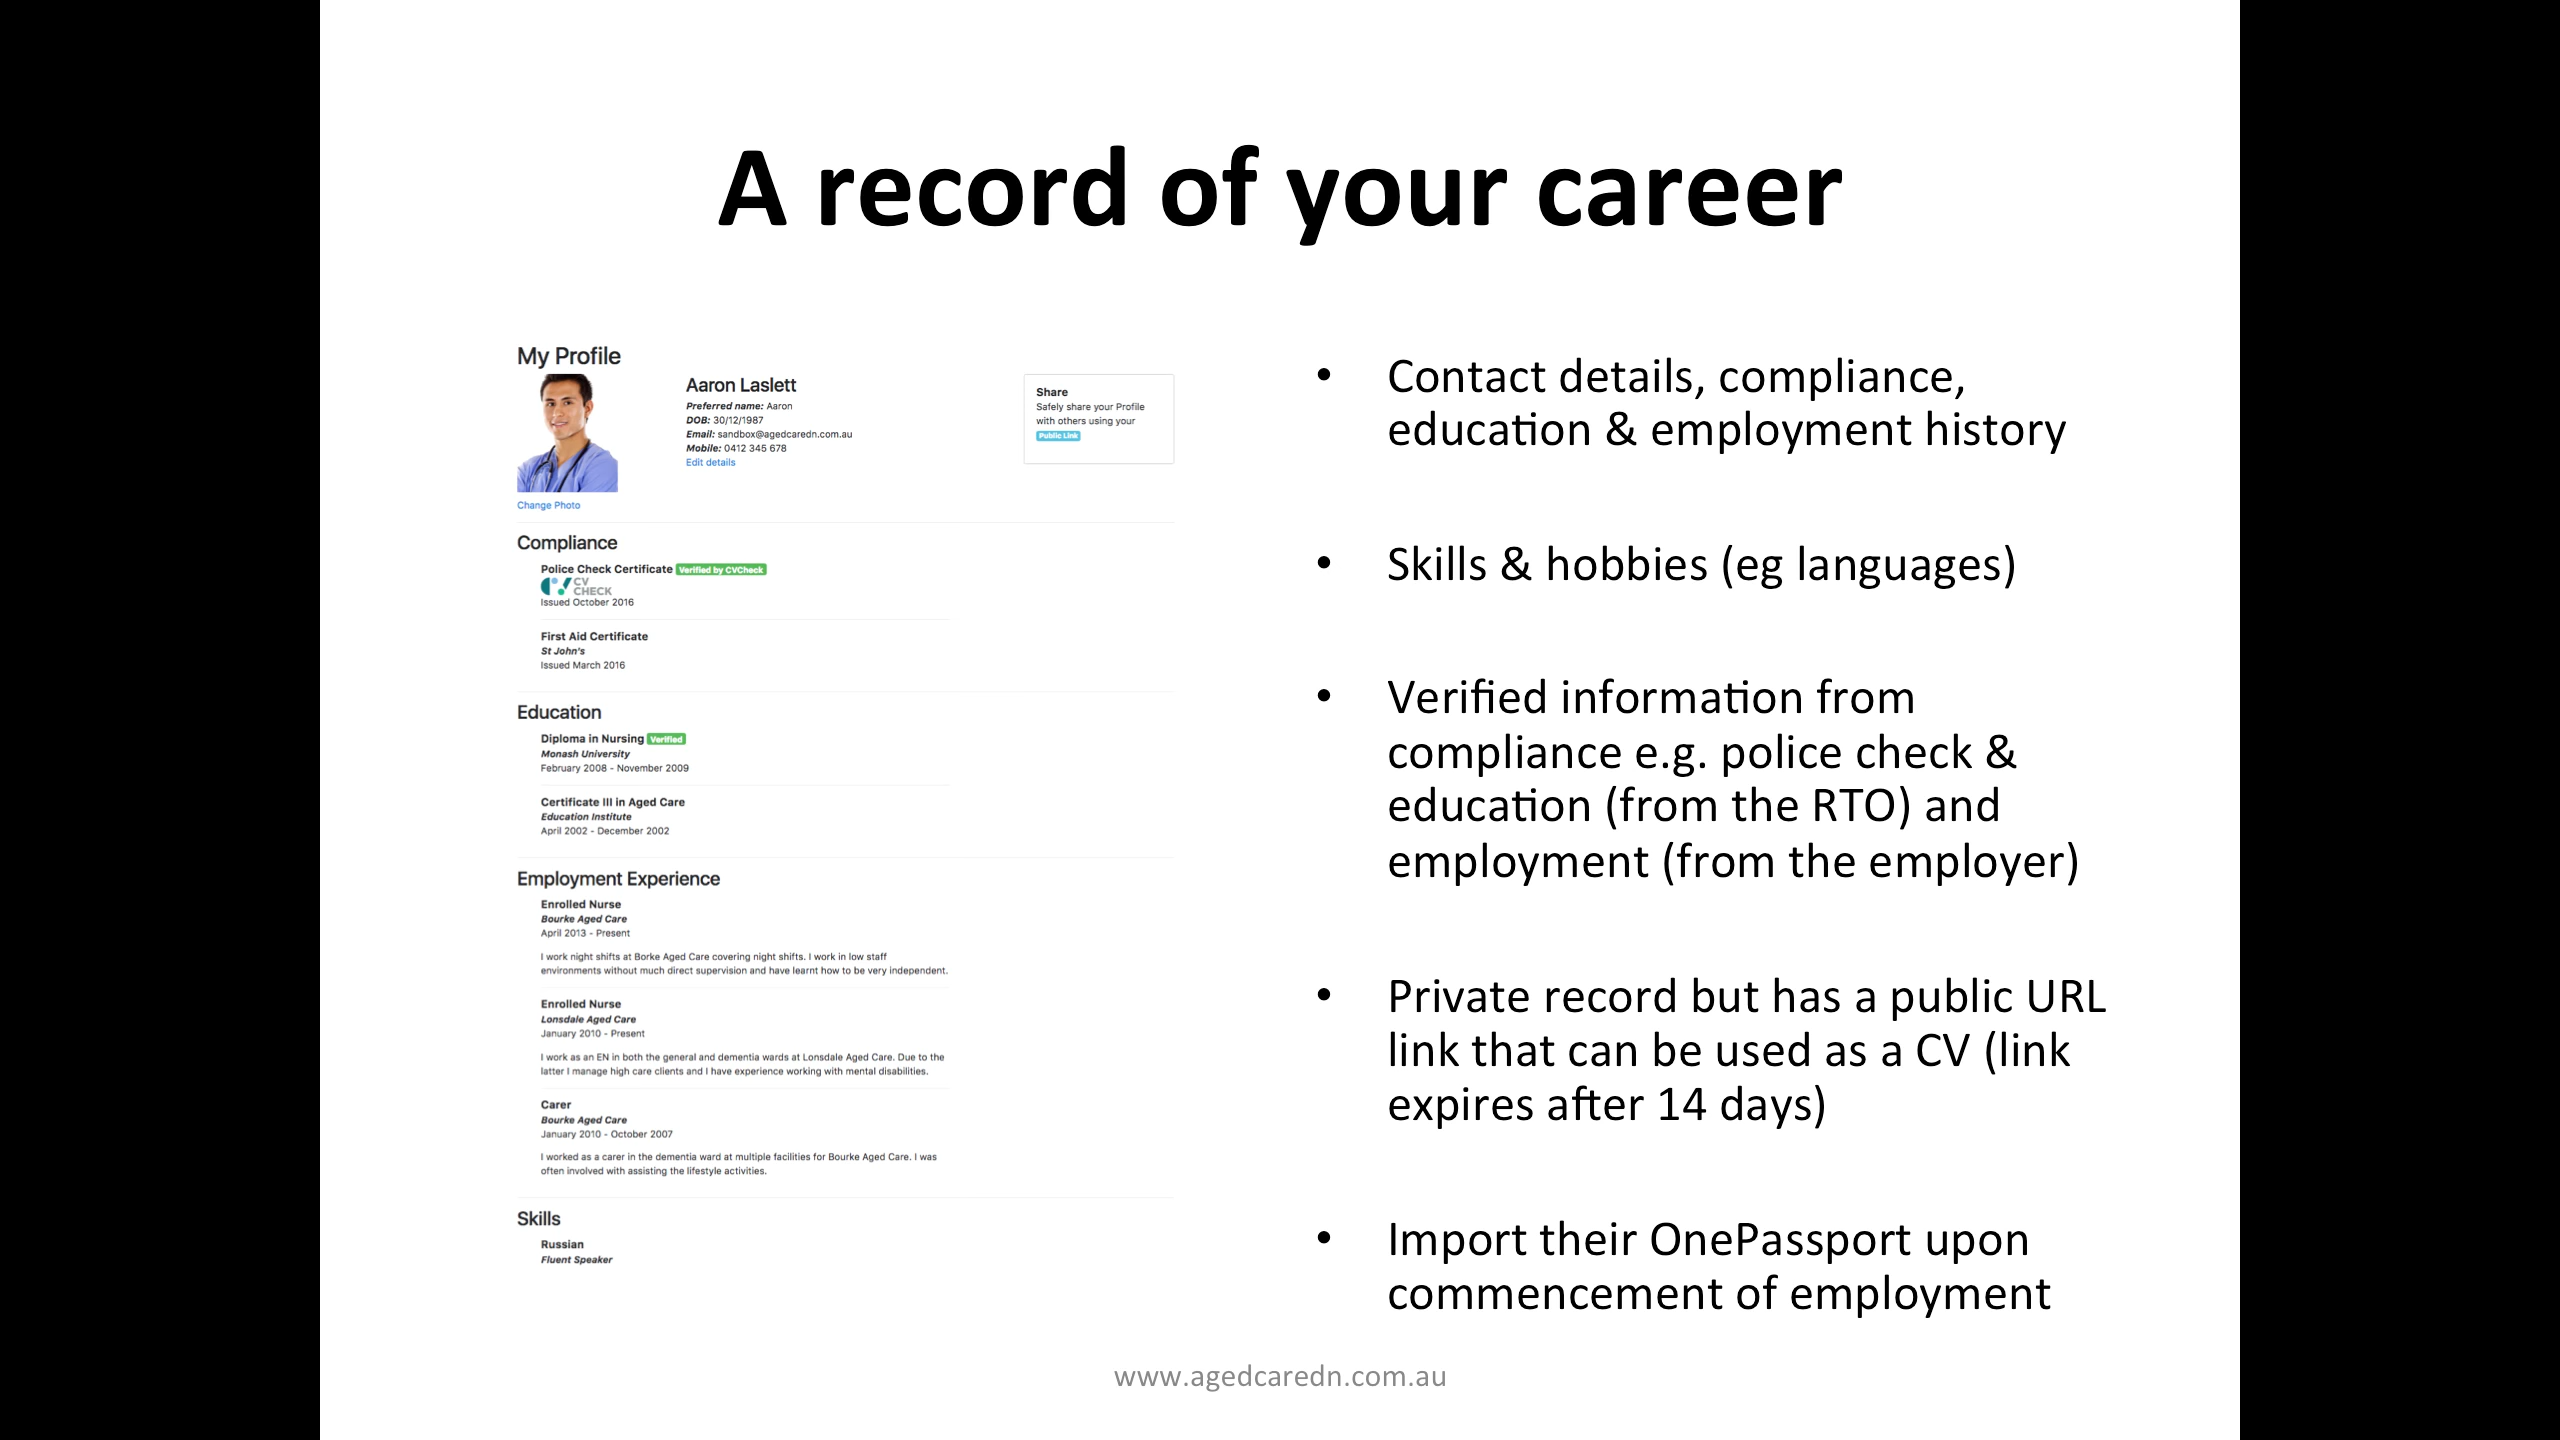 A record of your career
My Profile
Aaron Laslett
Preferred name: Aaron
DOB: 30/12/1987
Email: sandbox@agedcaredn.com.au
Mobile: 0412 345 678
Edit details
Change Photo
Share
Safely share your Profile
with others using your
Public Link
Compliance
Police Check Certificate Verified by CVCheck
CV
CHECK
Issued October 2016
First Aid Certificate
St John's
Issued March 2016
Education
Diploma in Nursing Verified
Monash University
February 2008 - November 2009
Certificate III in Aged Care
Education Institute
April 2002 - December 2002
Employment Experience
Enrolled Nurse
Bourke Aged Care
April 2013 - Present
I work night shifts at Borke Aged Care covering night shifts. I work in low staff
environments without much direct supervision and have learnt how to be very independent.
Enrolled Nurse
Lonsdale Aged Care
January 2010 - Present
I work as an EN in both the general and dementia wards at Lonsdale Aged Care. Due to the
latter I manage high care clients and I have experience working with mental disabilities.
Carer
Bourke Aged Care
January 2010 - October 2007
I worked as a carer in the dementia ward at multiple facilities for Bourke Aged Care. I was
often involved with assisting the lifestyle activities.
Skills
Russian
Fluent Speaker
• Contact details, compliance,
education & employment history
• Skills & hobbies (eg languages)
• Verified information from
compliance e.g. police check &
education (from the RTO) and
employment (from the employer)
• Private record but has a public URL
link that can be used as a CV (link
expires after 14 days)
• Import their OnePassport upon
commencement of employment
www.agedcaredn.com.au